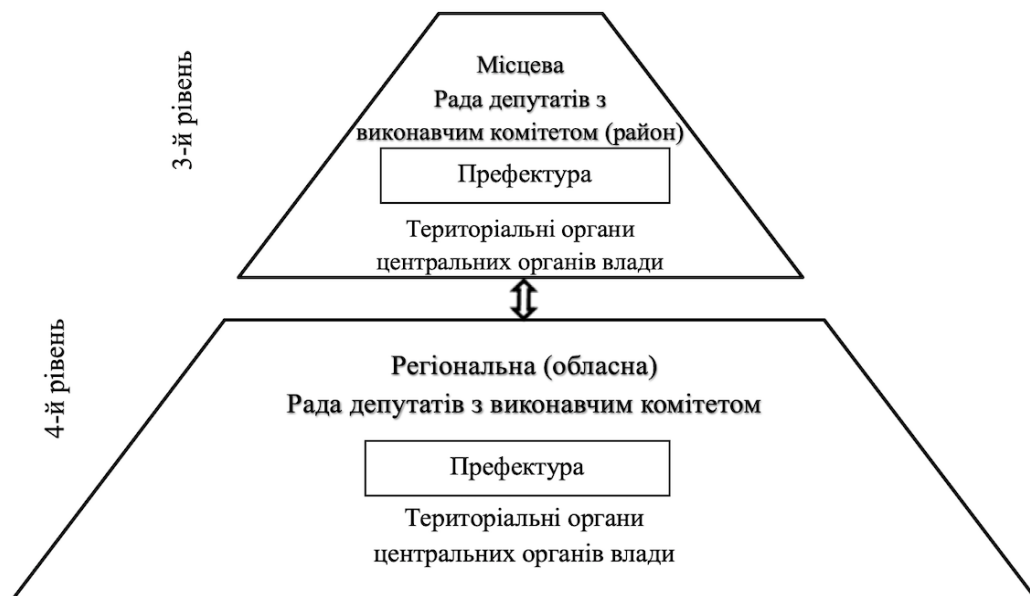 3-й рівень
Місцева
Рада депутатів з
виконавчим комітетом (район)
Префектура
Територіальні органи
центральних органів влади
4-й рівень
Регіональна (обласна)
Рада депутатів з виконавчим комітетом
Префектура
Територіальні органи
центральних органів влади